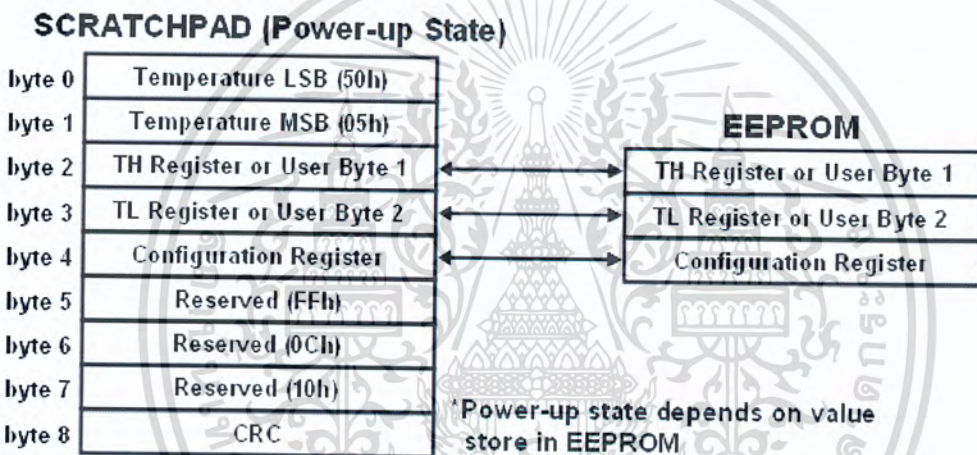 SCRATCHPAD (Power-up State)
byte 0 Temperature LSB (50h)
byte 1 Temperature MSB (05h)
byte 2 TH Register or User Byte 1
byte 3 TL Register or User Byte 2
byte 4 Configuration Register
byte 5 Reserved (FFh)
byte 6 Reserved (0Ch)
byte 7 Reserved (10h)
byte 8 CRC
EEPROM
TH Register or User Byte 1
TL Register or User Byte 2
Configuration Register
*Power-up state depends on value
store in EEPROM